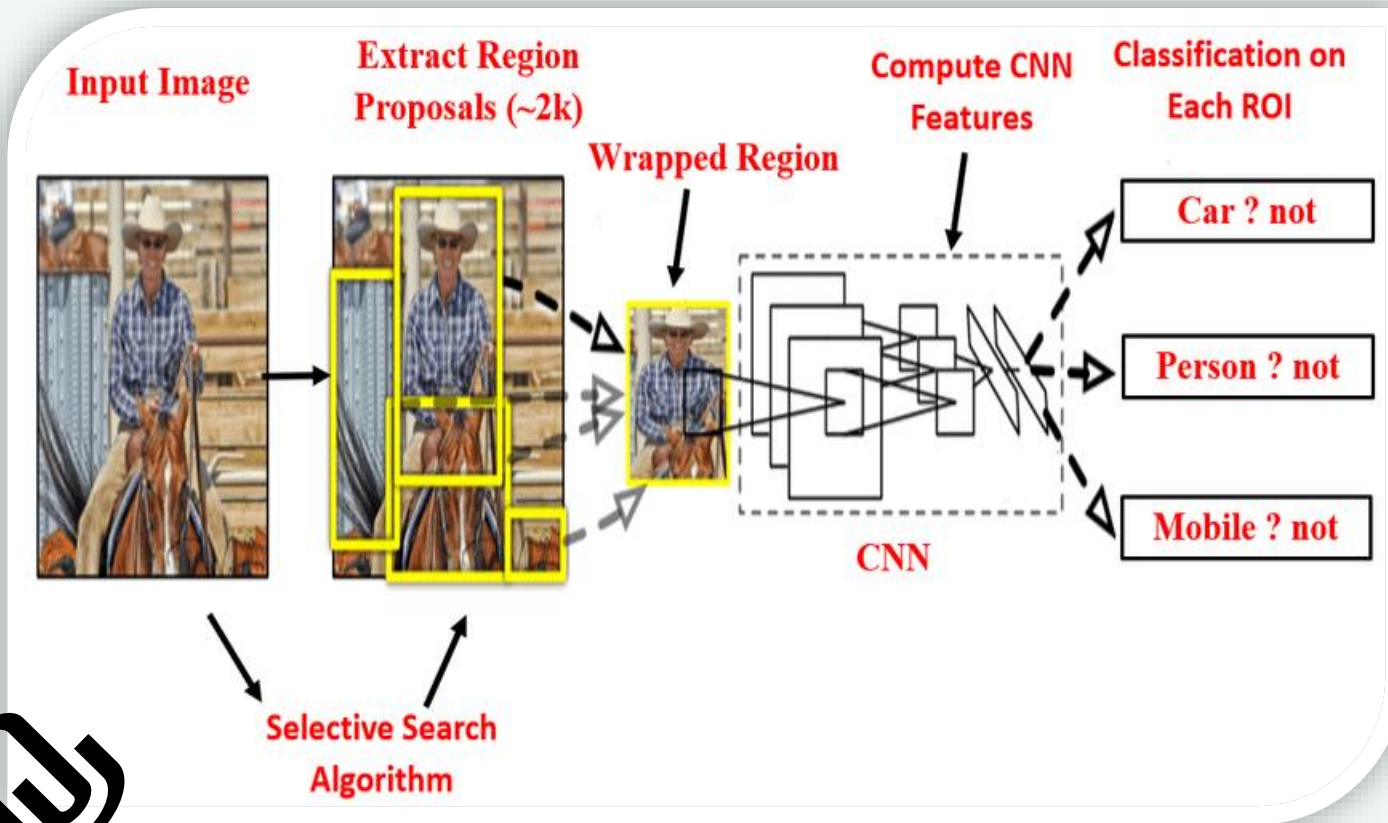 Input Image
Extract Region
Proposals (~2k)
Wrapped Region
Compute CNN
Features
Classification on
Each ROI
Car ? not
Person ? not
Mobile ? not
CNN
Selective Search
Algorithm